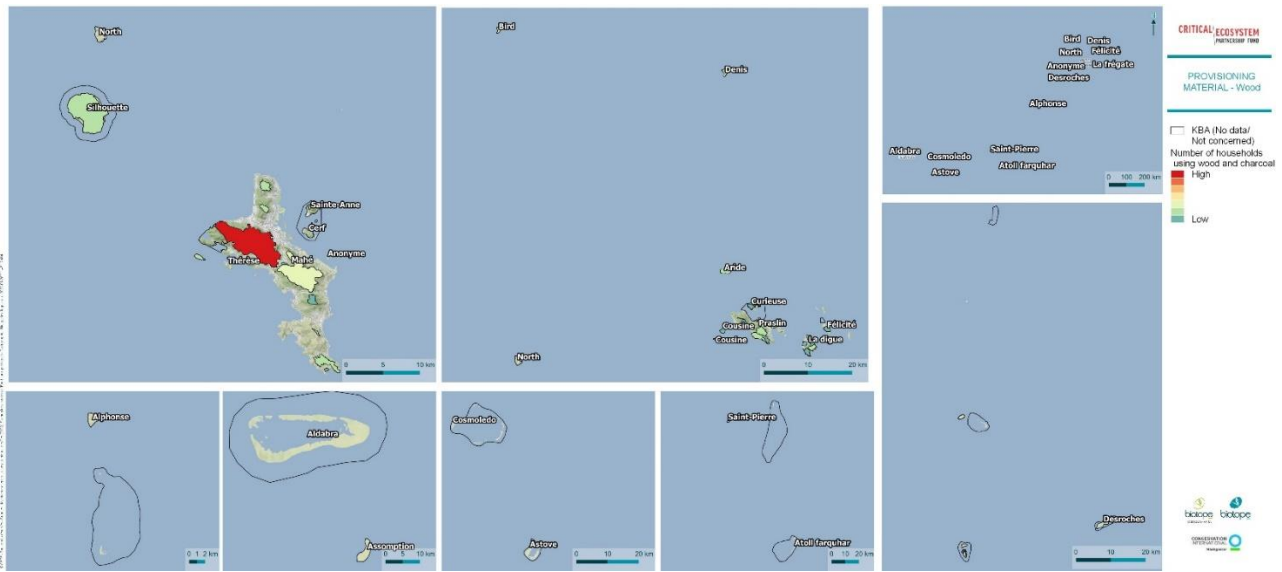 North
Silhouette
Sainte Anne
Cerf
Anonyme
Mahé
Thérèse
0 5 10 km
Bird
Denis
Aride
Curieuse
Cousine
Praslin
Félicité
Cousine
La digue
North
0 10 20 km
Bird
Denis
North
Félicité
Anonyme
La frégate
Desroches
Alphonse
Aldabra
Cosmoledo
Saint-Pierre
Astove
Atoll farquhar
0 100 200 km
CRITICAL ECOSYSTEM
PARTNERSHIP FUND
PROVISIONING
MATERIAL - Wood
KBA (No data/
Not concerned)
Number of households
using wood and charcoal
High
Low
Alphonse
0 1 2 km
Aldabra
Assomption
0 5 10 km
Cosmoledo
Astove
0 10 20 km
Saint-Pierre
Atoll farquhar
0 10 20 km
Desroches
0 10 20 km
biotope biotope
CONSERVATION
INTERNATIONAL